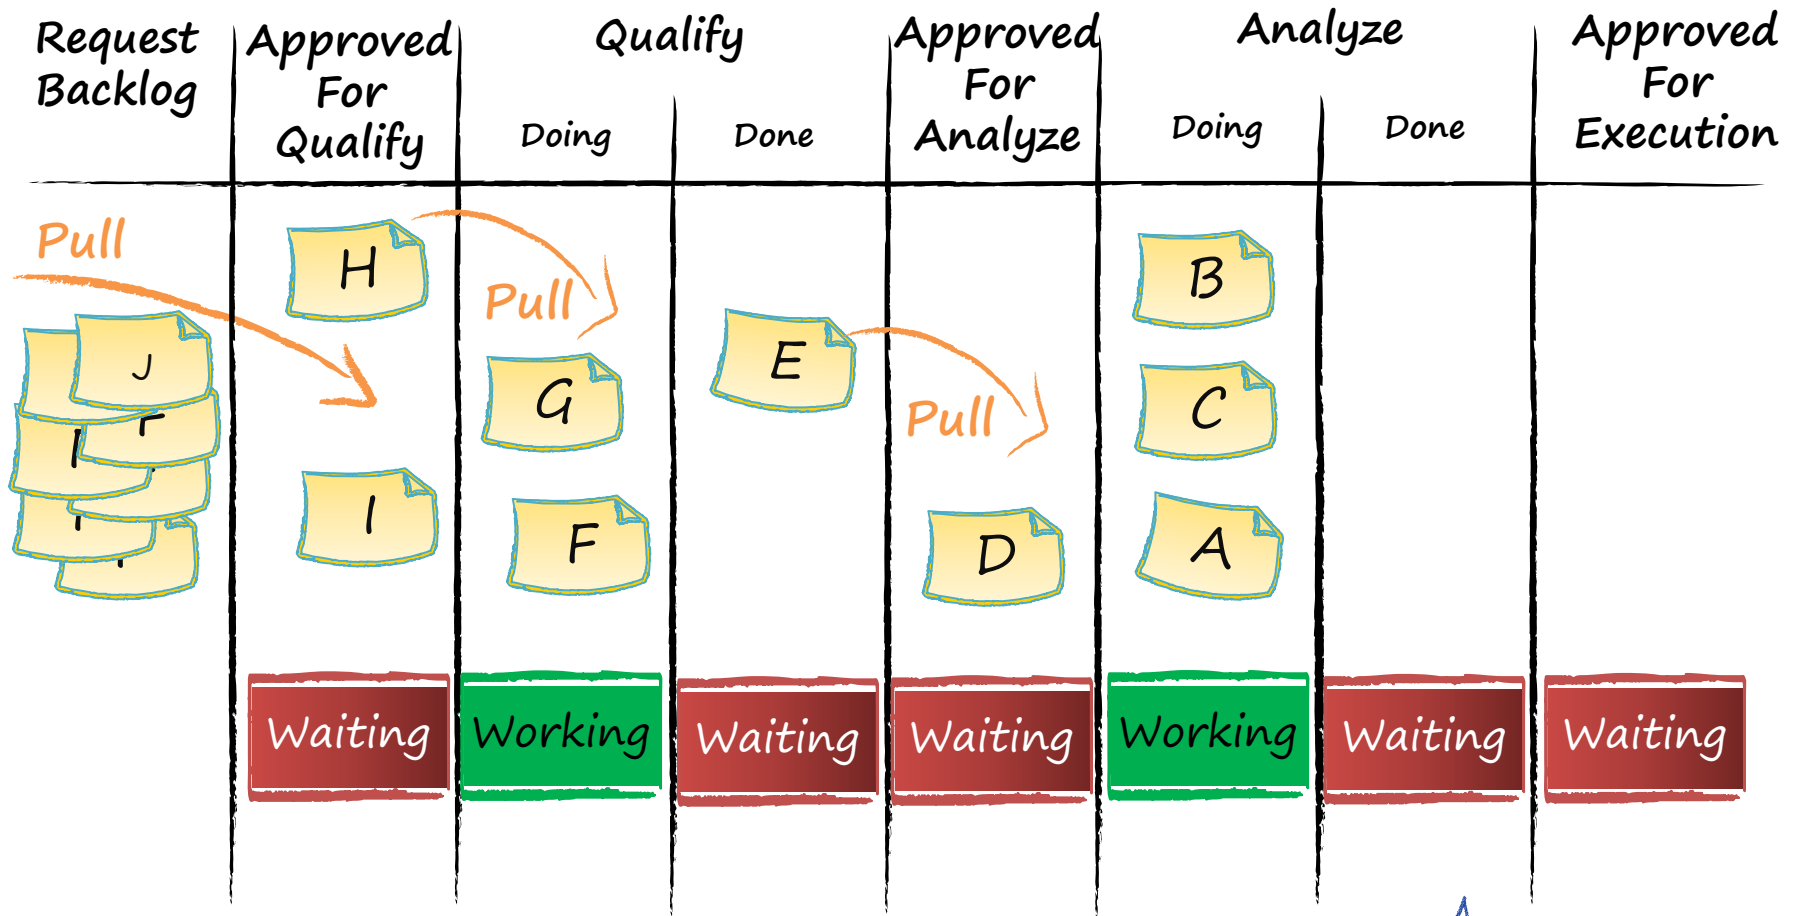 Request
Backlog
Approved
For
Qualify
Qualify
Doing
Done
Approved
For
Analyze
Analyze
Doing
Done
Approved
For
Execution
Pull
J
H
I
Pull
G
F
E
Pull
D
B
C
A
Waiting
Working
Waiting
Waiting
Working
Waiting
Waiting